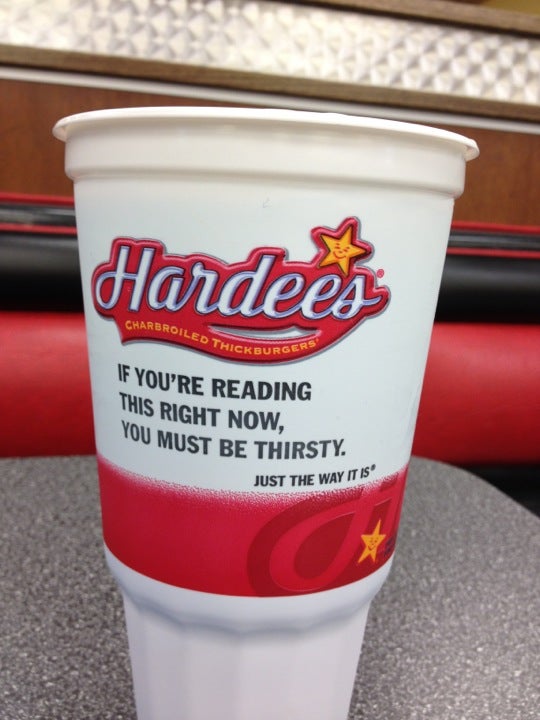 Hardee's®
CHARBROILED THICKBURGERS®
IF YOU'RE READING
THIS RIGHT NOW,
YOU MUST BE THIRSTY.
JUST THE WAY IT IS®